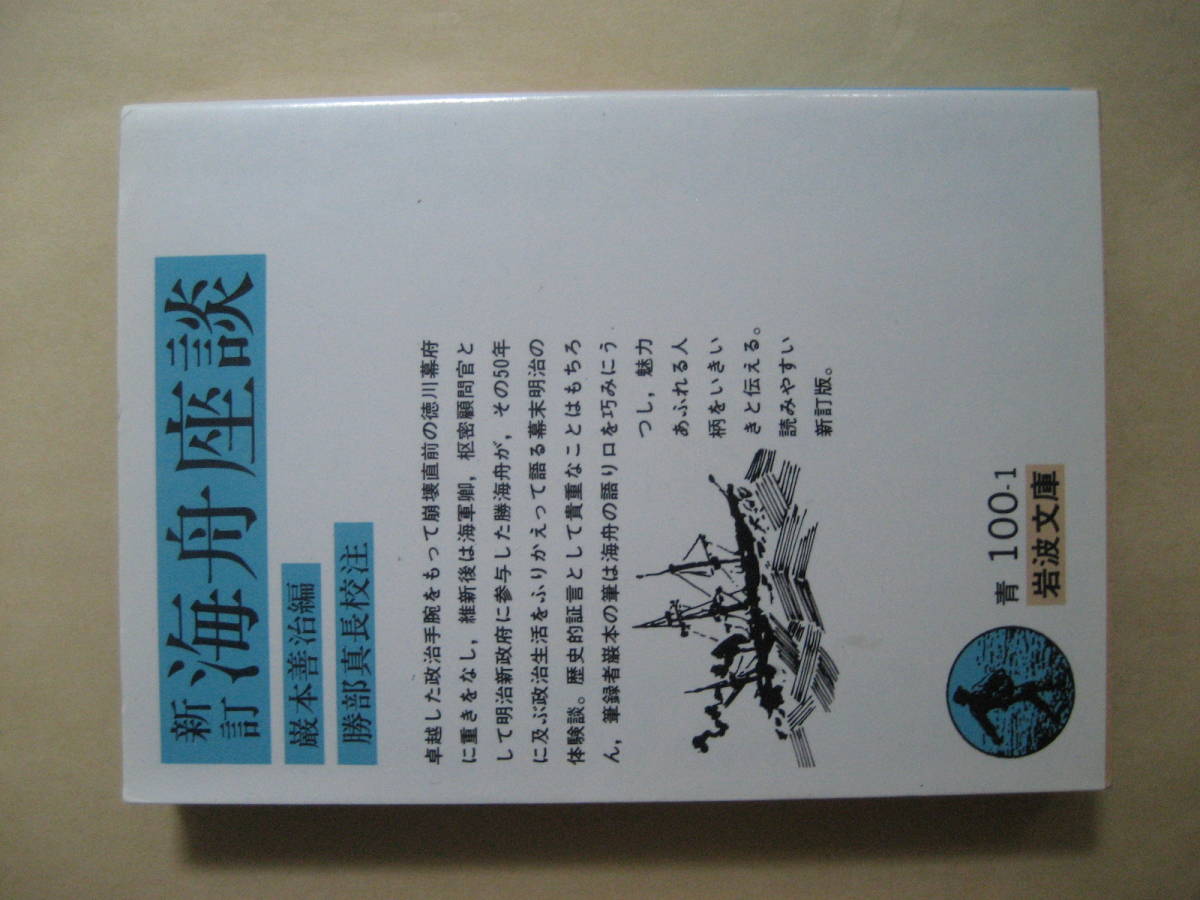 新訂 海舟座談
巌本善治編
勝部真長校注
卓越した政治手腕をもって崩壊直前の徳川幕府
に重きをなし，維新後は海軍卿，枢密顧問官と
して明治新政府に参与した勝海舟が，その50年
に及ぶ政治生活をふりかえって語る幕末明治の
体験談。歴史的証言として貴重なことはもちろ
ん，筆録者巌本の筆は海舟の語り口を巧みにう
つし，魅力
あふれる人
柄をいきい
きと伝える。
読みやすい
新訂版。
青 100-1
岩波文庫